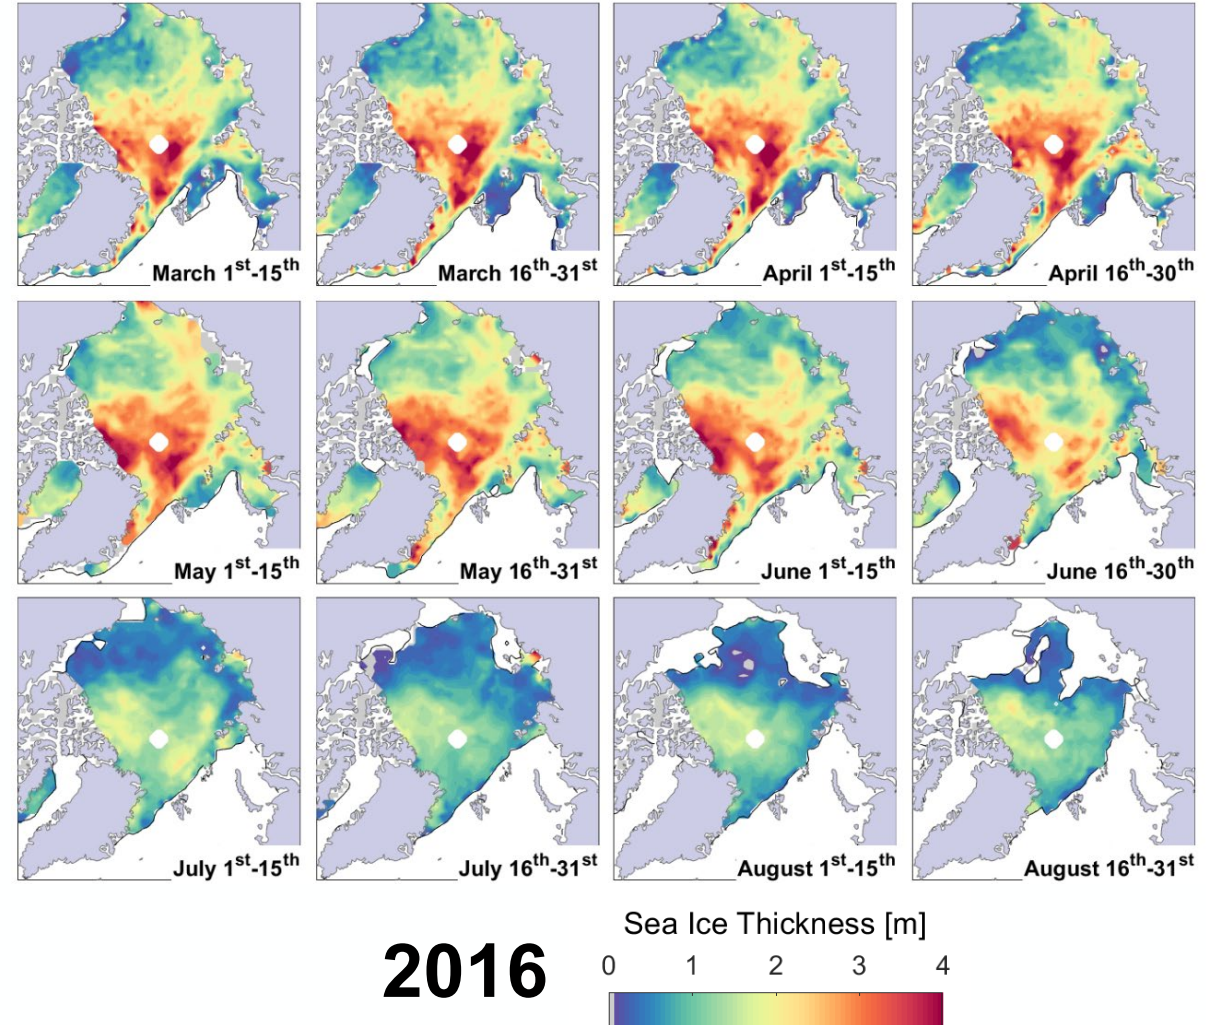 March 1st-15th
March 16th-31st
April 1st-15th
April 16th-30th
May 1st-15th
May 16th-31st
June 1st-15th
June 16th-30th
July 1st-15th
July 16th-31st
August 1st-15th
August 16th-31st
Sea Ice Thickness [m]
2016
0 1 2 3 4